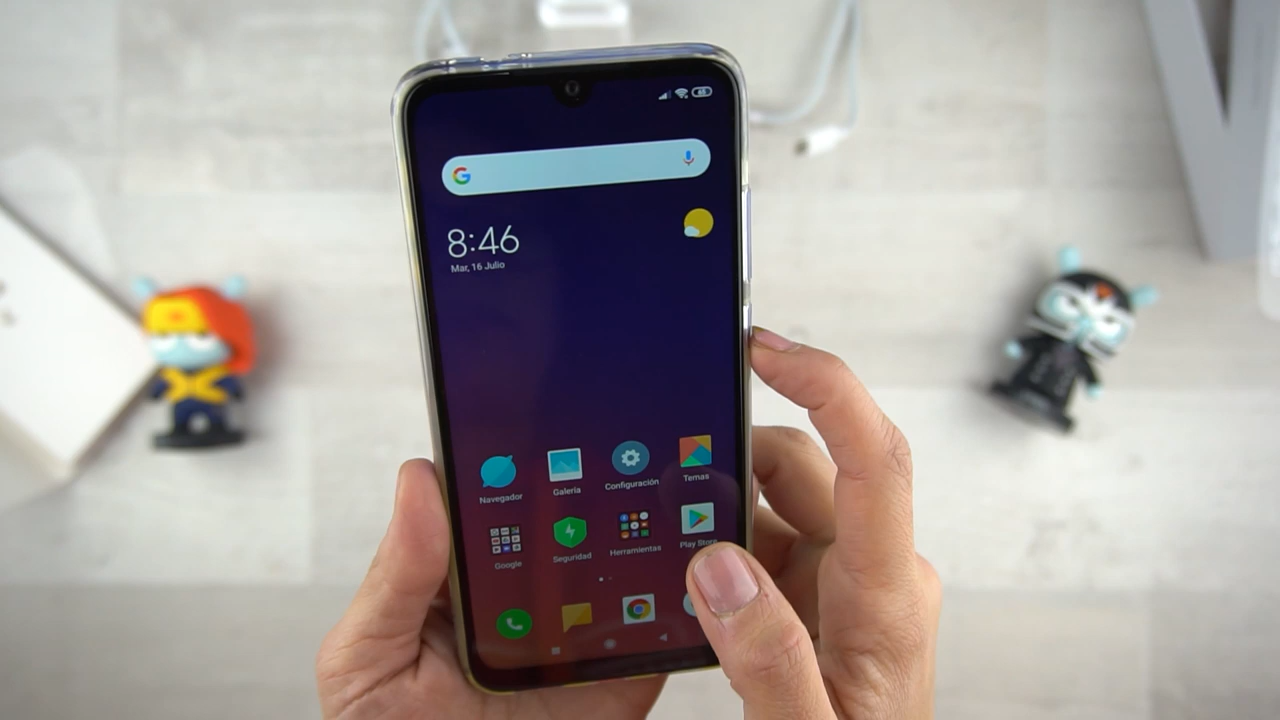 8:46
Mar, 16 Julio
Navegador
Galería
Configuración
Temas
Google
Seguridad
Herramientas
Play Store